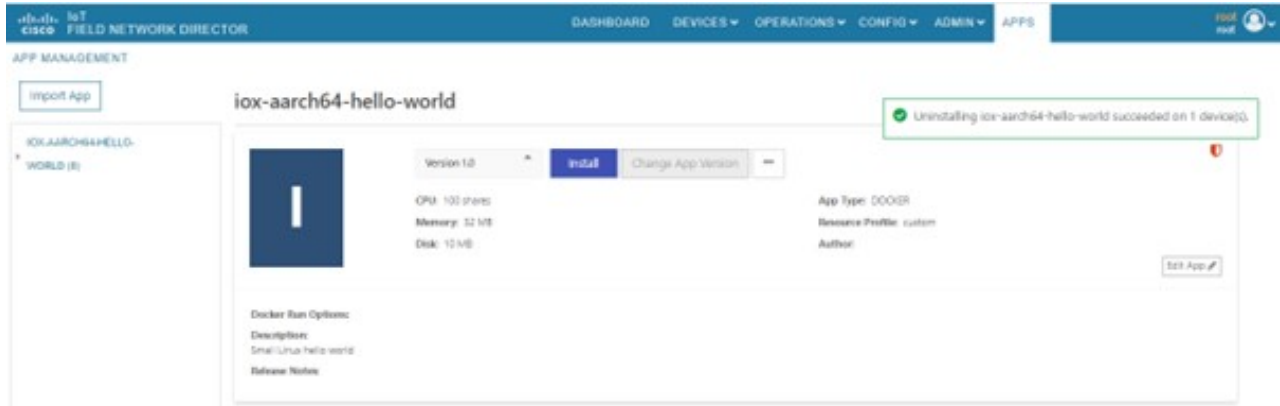 cisco IoT
FIELD NETWORK DIRECTOR
DASHBOARD DEVICES OPERATIONS CONFIG ADMIN APPS
root
root
APP MANAGEMENT
Import App
iox-aarch64-hello-world
Uninstalling iox-aarch64-hello-world succeeded on 1 device(s).
IOX-AARCH64-HELLO-
WORLD
I
Version 1.0 Install Change App Version
CPU: 100 shares
Memory: 32 MB
Disk: 10 MB
App Type: DOCKER
Resource Profile: custom
Author:
Edit App
Docker Run Options:
Description:
Small Linux hello world
Release Notes